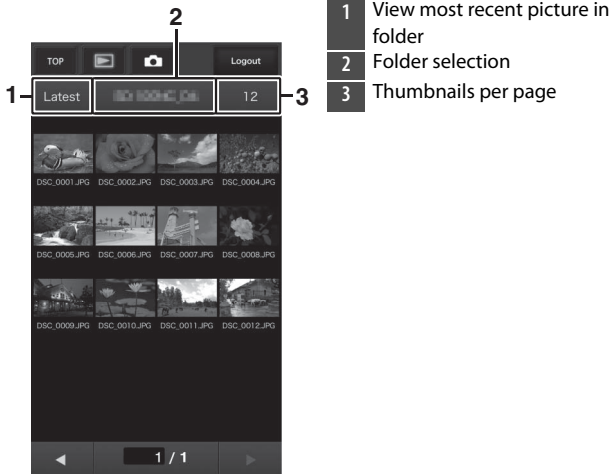 2
TOP
Logout
1
Latest
12
3
DSC_0001.JPG DSC_0002.JPG DSC_0003.JPG DSC_0004.JPG
DSC_0005.JPG DSC_0006.JPG DSC_0007.JPG DSC_0008.JPG
DSC_0009.JPG DSC_0010.JPG DSC_0011.JPG DSC_0012.JPG
1 / 1
1 View most recent picture in
folder
2 Folder selection
3 Thumbnails per page